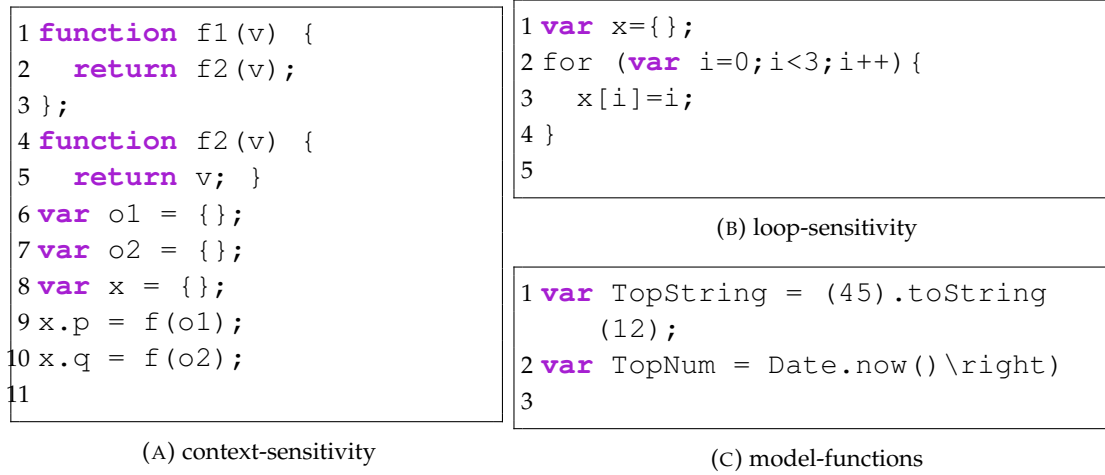 1 function f1(v) {
2   return f2(v);
3 };
4 function f2(v) {
5   return v; }
6 var o1 = {};
7 var o2 = {};
8 var x = {};
9 x.p = f(o1);
10 x.q = f(o2);
11
(A) context-sensitivity
1 var x={};
2 for (var i=0;i<3;i++){
3   x[i]=i;
4 }
5
(B) loop-sensitivity
1 var TopString = (45).toString
(12);
2 var TopNum = Date.now()\right)
3
(C) model-functions